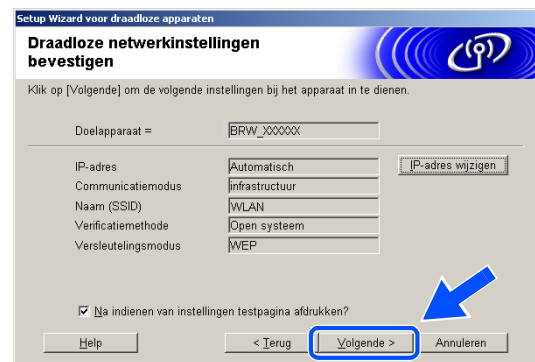 Setup Wizard voor draadloze apparaten
Draadloze netwerkinstellingen
bevestigen
Klik op [Volgende] om de volgende instellingen bij het apparaat in te dienen.
Doelapparaat = BRW_XXXXXX
IP-adres Automatisch IP-adres wijzigen
Communicatiemodus infrastructuur
Naam (SSID) WLAN
Verificatiemethode Open systeem
Versleutelingsmodus WEP
Na indienen van instellingen testpagina afdrukken?
Help < Terug Volgende > Annuleren